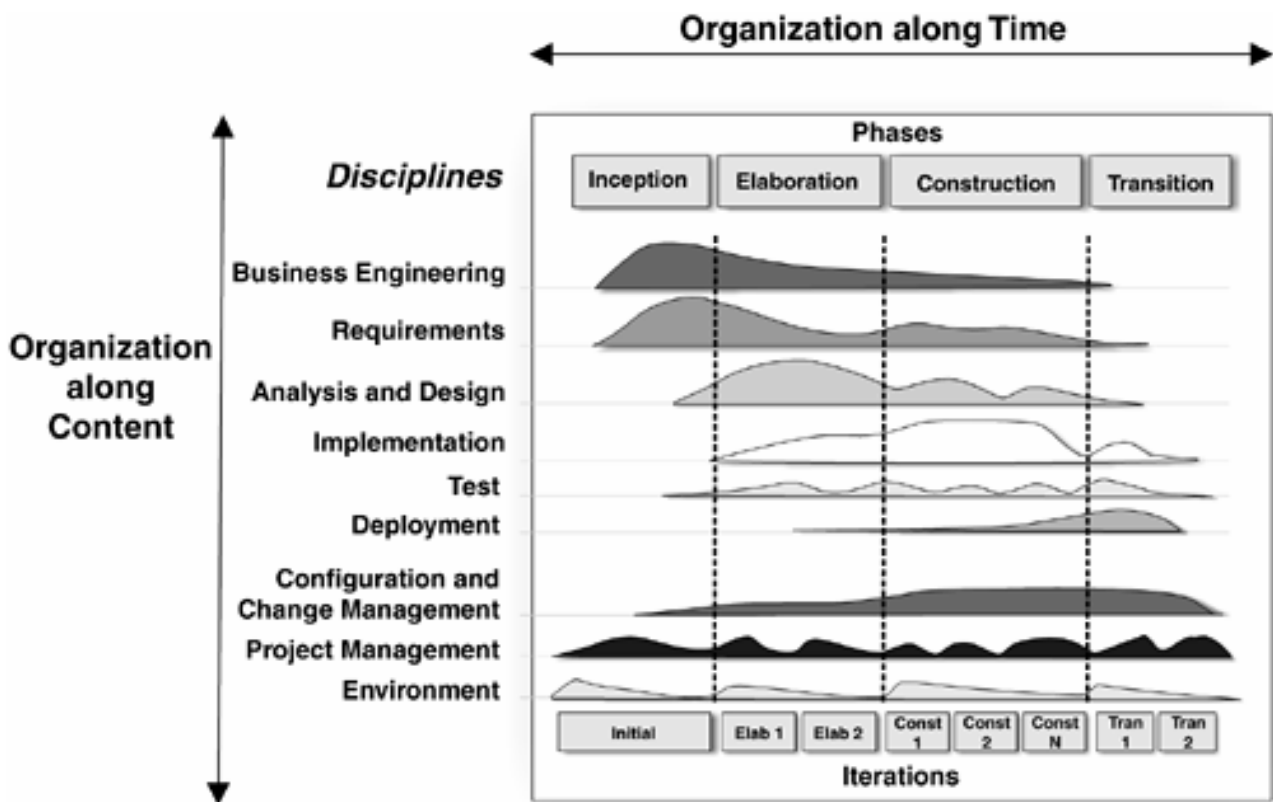 Organization along Time
Phases
Disciplines
Inception
Elaboration
Construction
Transition
Business Engineering
Requirements
Organization
along
Content
Analysis and Design
Implementation
Test
Deployment
Configuration and
Change Management
Project Management
Environment
Initial
Elab 1
Elab 2
Const
1
Const
2
Const
N
Tran
1
Tran
2
Iterations